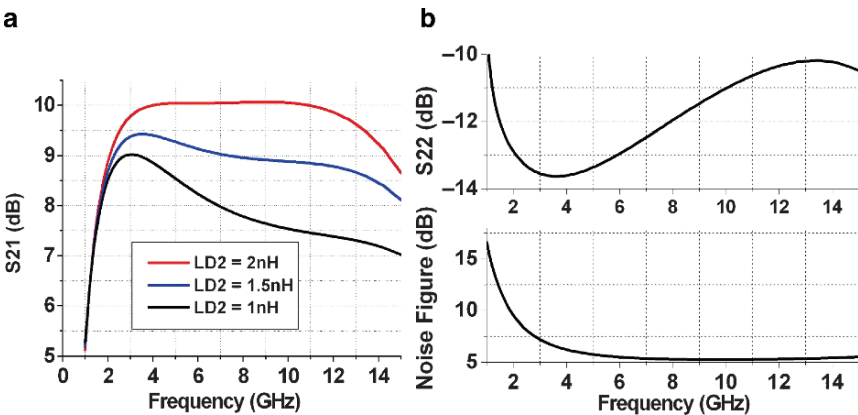 a
S21 (dB)
10
9
8
7
6
5
LD2 = 2nH
LD2 = 1.5nH
LD2 = 1nH
0 2 4 6 8 10 12 14
Frequency (GHz)
b
S22 (dB)
–10
–12
–14
2 4 6 8 10 12 14
Noise Figure (dB)
15
10
5
2 4 6 8 10 12 14
Frequency (GHz)